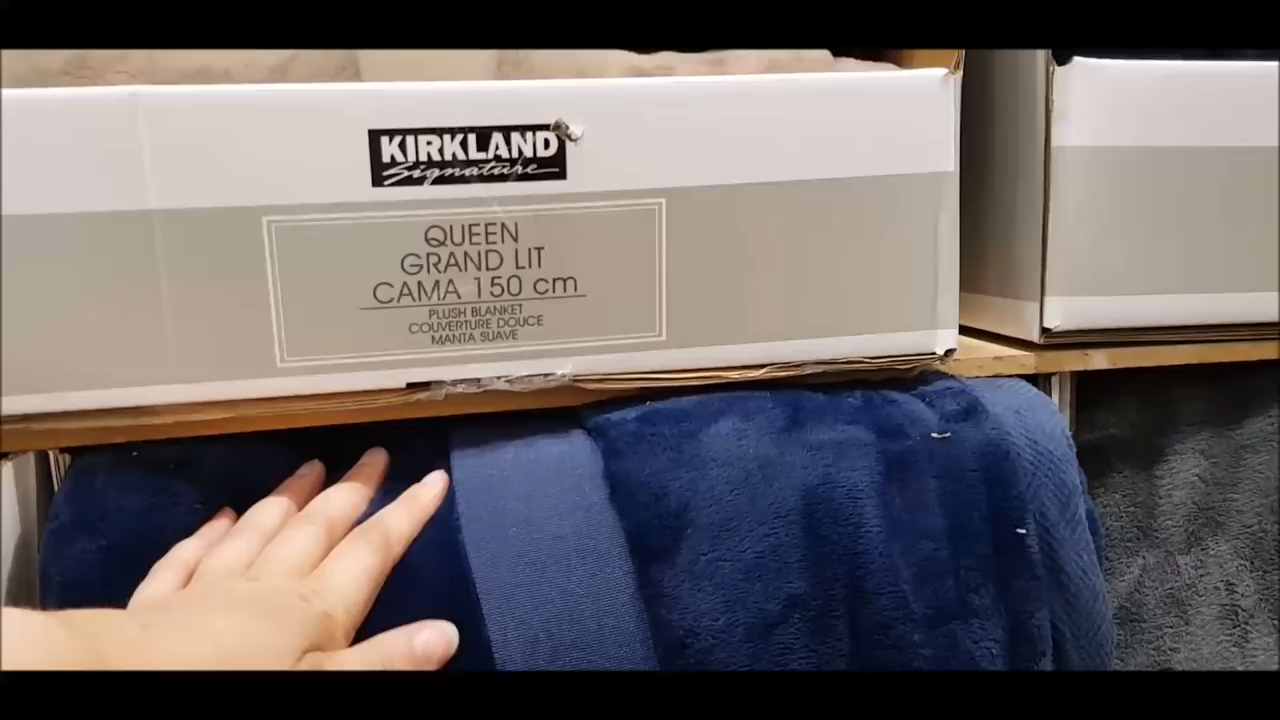 KIRKLAND
Signature
QUEEN
GRAND LIT
CAMA 150 cm
PLUSH BLANKET
COUVERTURE DOUCE
MANTA SUAVE